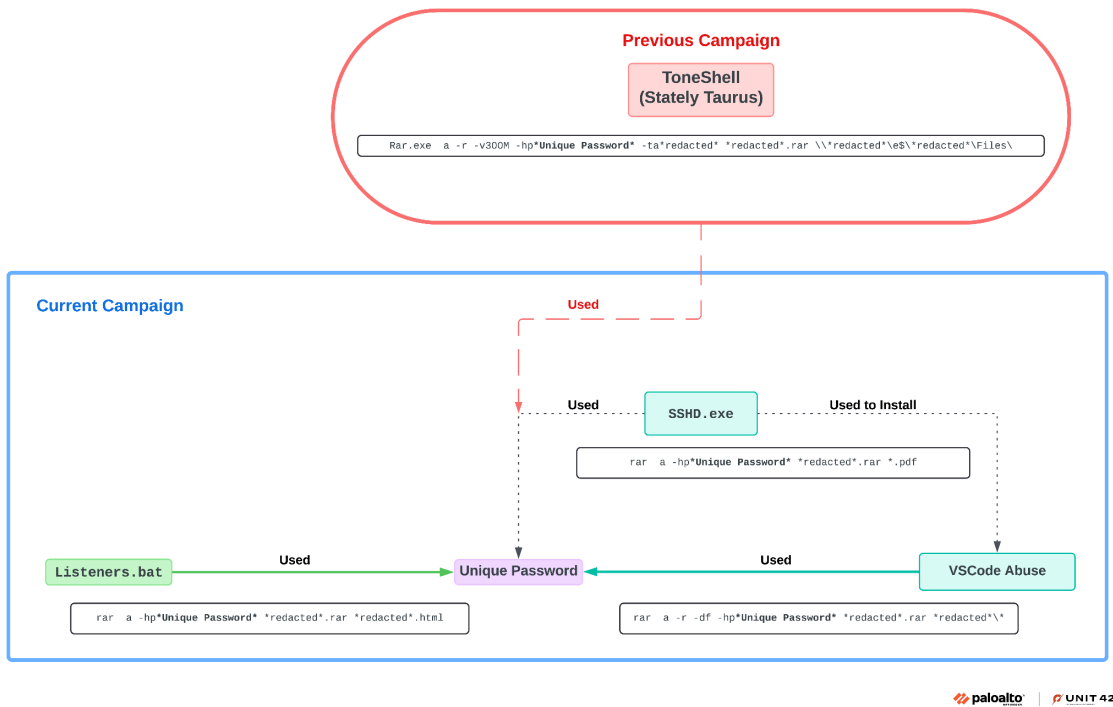 Previous Campaign
ToneShell
(Stately Taurus)
Rar.exe  a -r -v300M -hp*Unique Password* -ta*redacted* *redacted*.rar \\*redacted*\e$\*redacted*\Files\
Current Campaign
Used
Used
SSHD.exe
Used to Install
rar  a -hp*Unique Password* *redacted*.rar *.pdf
Listeners.bat
Used
Unique Password
Used
VSCode Abuse
rar  a -hp*Unique Password* *redacted*.rar *redacted*.html
rar  a -r -df -hp*Unique Password* *redacted*.rar *redacted*\*
paloalto
UNIT 42